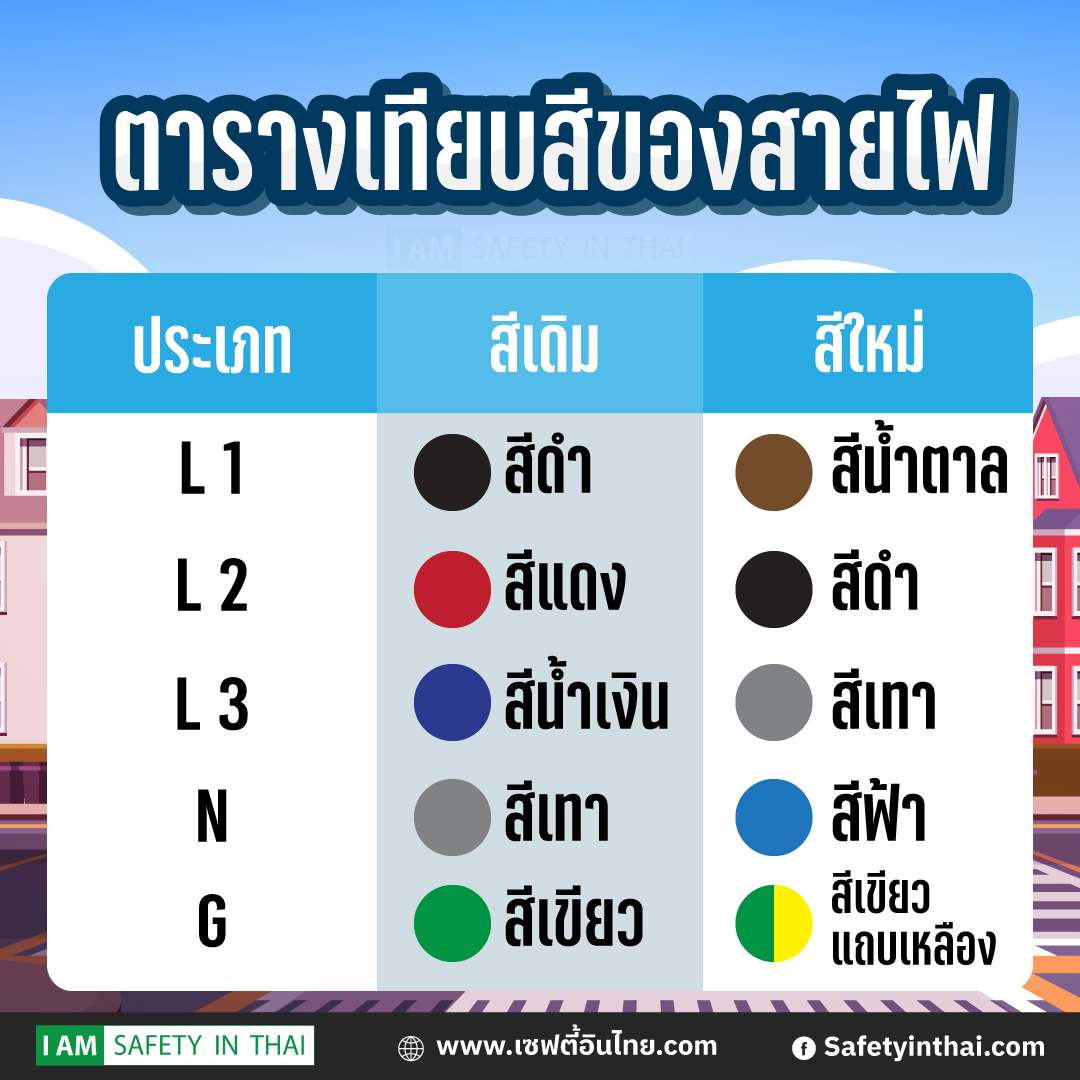 ตารางเทียบสีของสายไฟ
I AM SAFETY IN THAI
ประเภท สีเดิม สีใหม่
L 1 สีดำ สีน้ำตาล
L 2 สีแดง สีดำ
L 3 สีน้ำเงิน สีเทา
N สีเทา สีฟ้า
G สีเขียว สีเขียว
แถบเหลือง
I AM SAFETY IN THAI www.เซฟตี้อินไทย.com Safetyinthai.com